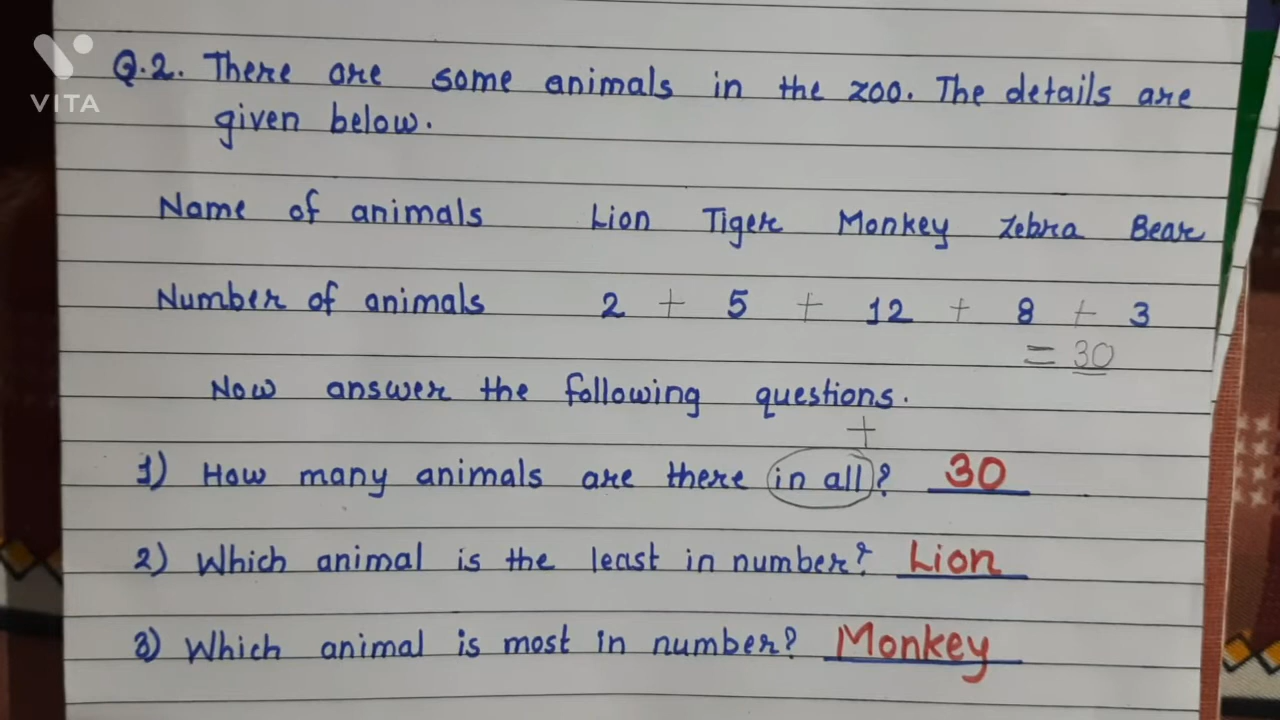 VITA
Q.2. There are some animals in the zoo. The details are
given below.
Name of animals Lion Tiger Monkey Zebra Bear
Number of animals 2 + 5 + 12 + 8 + 3
= 30
Now answer the following questions.
+
1) How many animals are there in all? 30
2) Which animal is the least in number? Lion
3) Which animal is most in number? Monkey